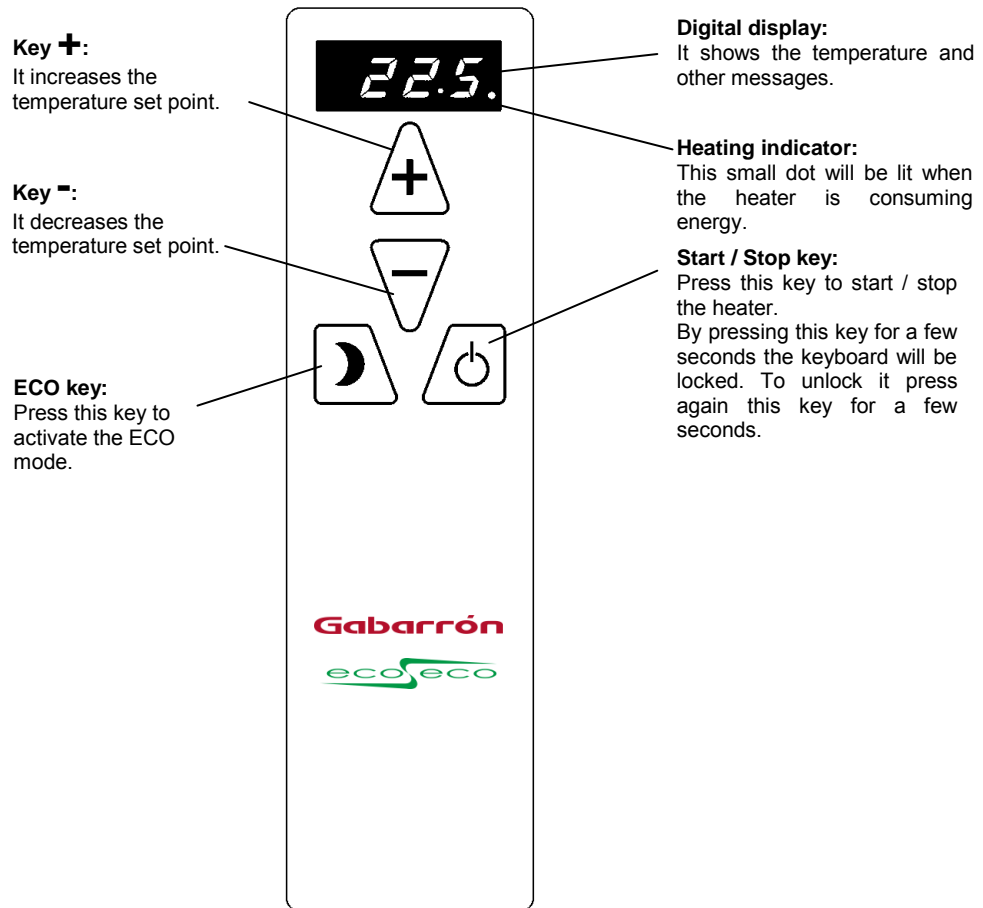 Key +:
It increases the
temperature set point.
Key -:
It decreases the
temperature set point.
ECO key:
Press this key to
activate the ECO
mode.
22.5.
+
-
Gabarrón
ecoseco
Digital display:
It shows the temperature and
other messages.
Heating indicator:
This small dot will be lit when
the heater is consuming
energy.
Start / Stop key:
Press this key to start / stop
the heater.
By pressing this key for a few
seconds the keyboard will be
locked. To unlock it press
again this key for a few
seconds.